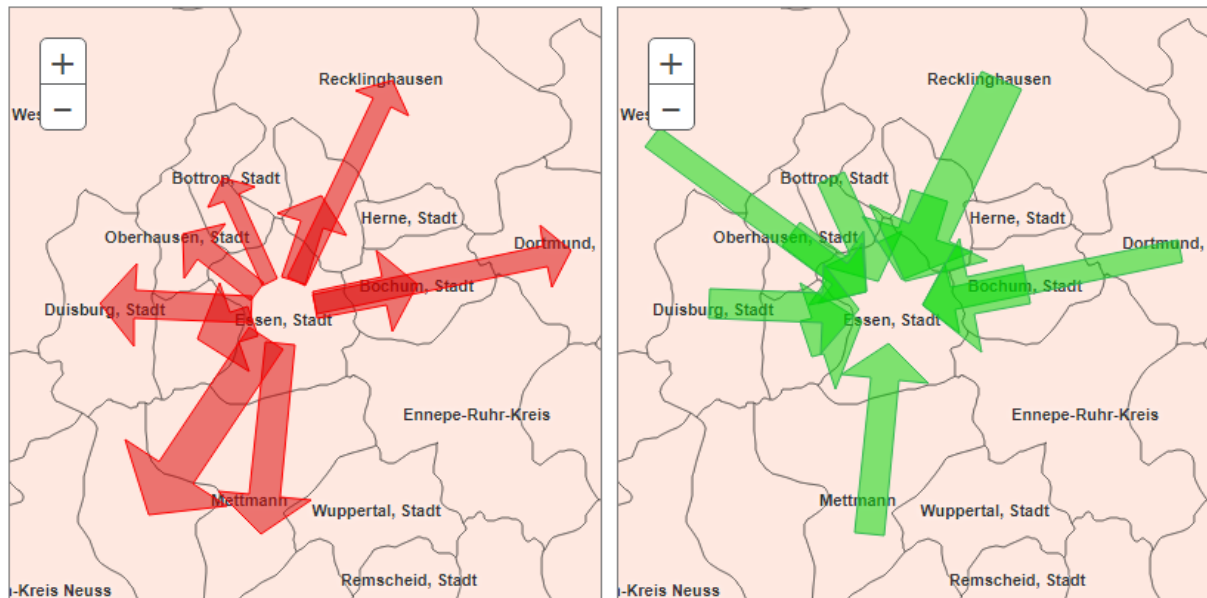 +
−
Recklinghausen
Wes
Bottrop, Stadt
Herne, Stadt
Oberhausen, Stadt
Dortmund,
Bochum, Stadt
Duisburg, Stadt
Essen, Stadt
Ennepe-Ruhr-Kreis
Mettmann
Wuppertal, Stadt
Remscheid, Stadt
-Kreis Neuss
+
−
Recklinghausen
Wes
Bottrop, Stadt
Herne, Stadt
Oberhausen, Stadt
Dortmund,
Bochum, Stadt
Duisburg, Stadt
Essen, Stadt
Ennepe-Ruhr-Kreis
Mettmann
Wuppertal, Stadt
Remscheid, Stadt
-Kreis Neuss